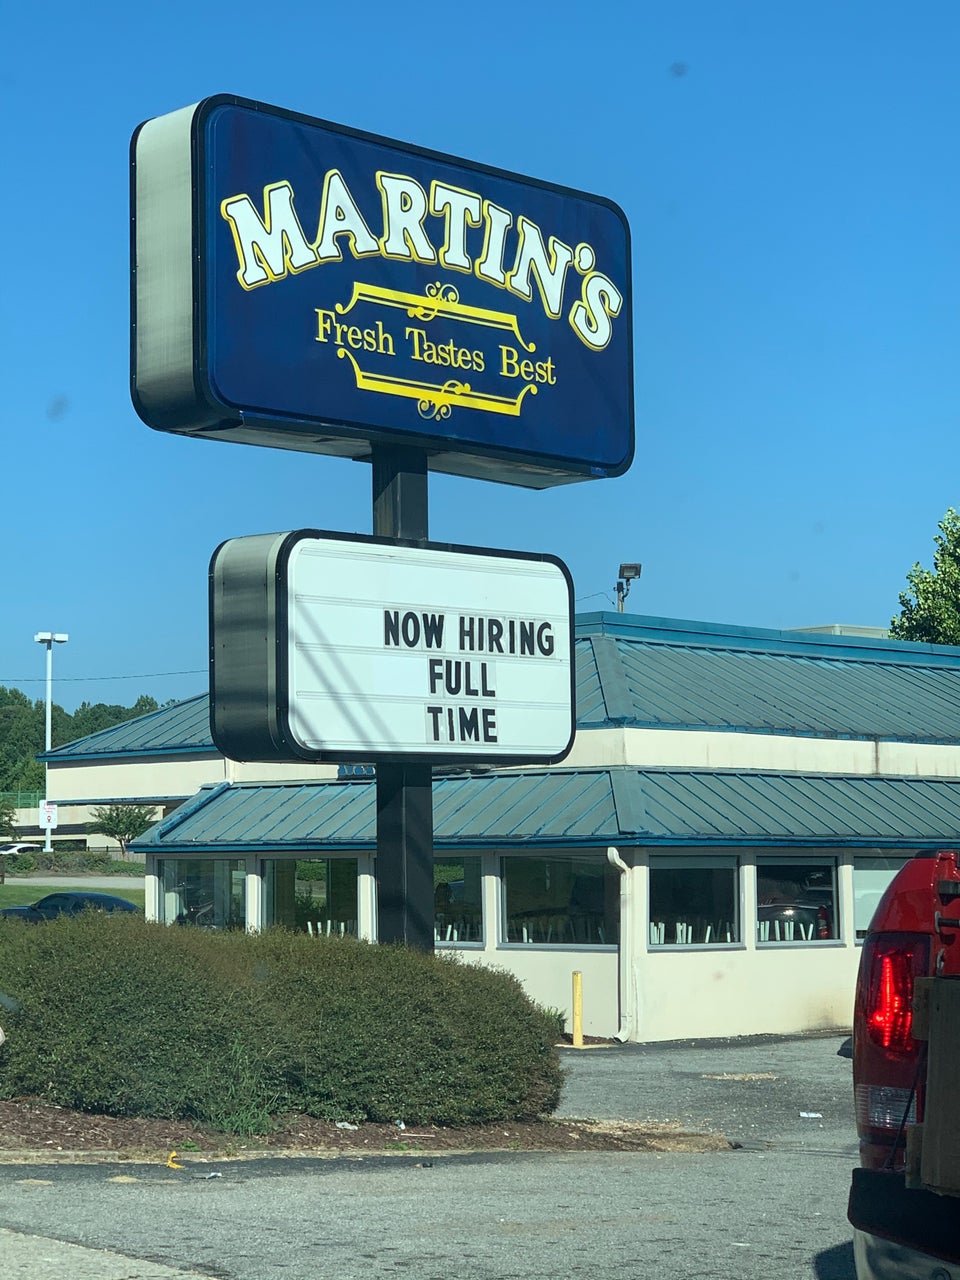 MARTIN'S
Fresh Tastes Best
NOW HIRING
FULL
TIME